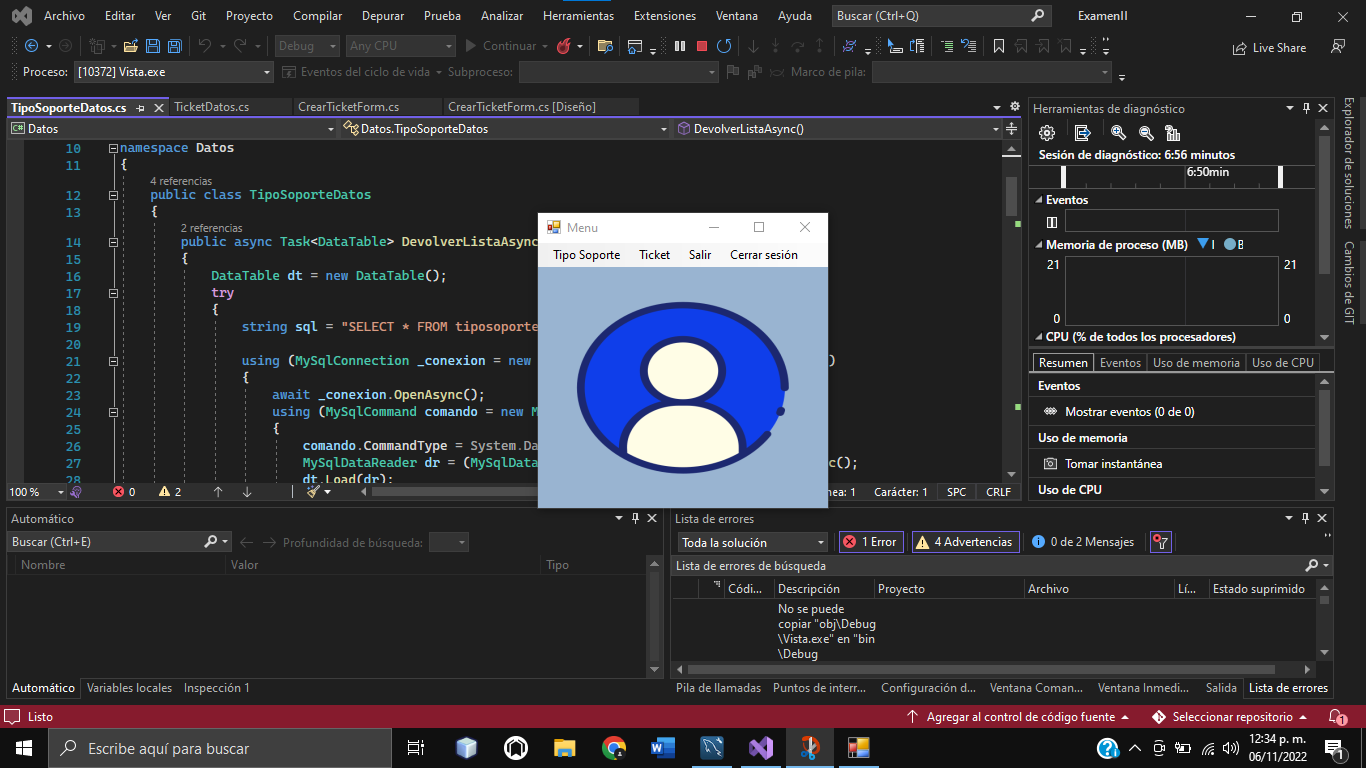 Archivo Editar Ver Git Proyecto Compilar Depurar Prueba Analizar Herramientas Extensiones Ventana Ayuda Buscar (Ctrl+Q) ExamenII
Debug Any CPU Continuar Live Share
Proceso: [10372] Vista.exe Eventos del ciclo de vida Subproceso: Marco de pila:
TipoSoporteDatos.cs TicketDatos.cs CrearTicketForm.cs CrearTicketForm.cs [Diseño]
Datos Datos.TipoSoporteDatos DevolverListaAsync()
10 namespace Datos
11 {
4 referencias
12 public class TipoSoporteDatos
13 {
2 referencias
14 public async Task<DataTable> DevolverListaAsync
15 {
16 DataTable dt = new DataTable();
17 try
18 {
19 string sql = "SELECT * FROM tiposoporte
20
21 using (MySqlConnection _conexion = new )
22 {
23 await _conexion.OpenAsync();
24 using (MySqlCommand comando = new M
25 {
26 comando.CommandType = System.Da
27 MySqlDataReader dr = (MySqlData c();
28 dt.Load(dr);
100 % 0 2 nea: 1 Carácter: 1 SPC CRLF
Menu
Tipo Soporte Ticket Salir Cerrar sesión
Herramientas de diagnóstico
Sesión de diagnóstico: 6:56 minutos
6:50min
Eventos
Memoria de proceso (MB) I B
21 21
0 0
CPU (% de todos los procesadores)
Resumen Eventos Uso de memoria Uso de CPU
Eventos
Mostrar eventos (0 de 0)
Uso de memoria
Tomar instantánea
Uso de CPU
Explorador de soluciones
Cambios de GIT
Automático
Buscar (Ctrl+E) Profundidad de búsqueda:
Nombre Valor Tipo
Automático Variables locales Inspección 1
Lista de errores
Toda la solución 1 Error 4 Advertencias 0 de 2 Mensajes
Lista de errores de búsqueda
Códi... Descripción Proyecto Archivo Lí... Estado suprimido
No se puede
copiar "obj\Debug
\Vista.exe" en "bin
\Debug
Pila de llamadas Puntos de interr... Configuración d... Ventana Coman... Ventana Inmedi... Salida Lista de errores
Listo Agregar al control de código fuente Seleccionar repositorio 1
Escribe aquí para buscar
12:34 p. m.
06/11/2022
1